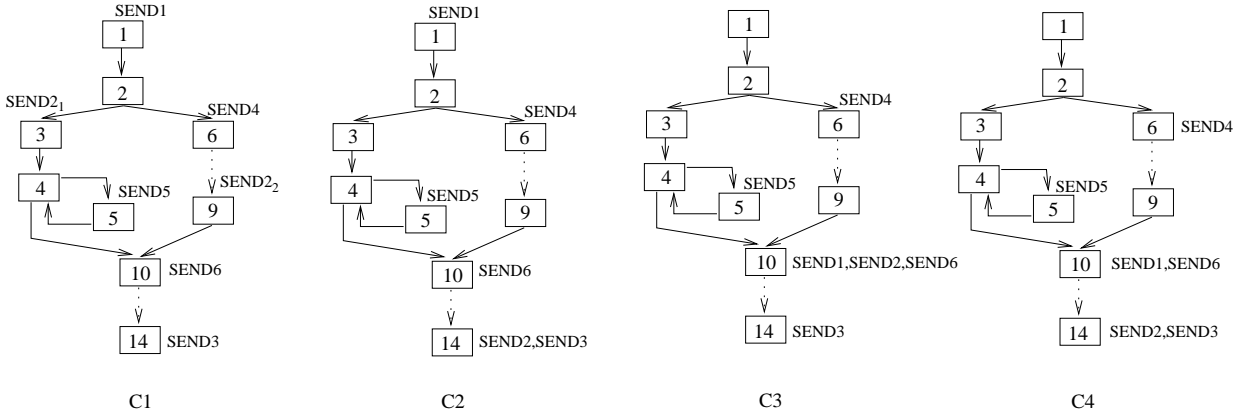 SEND1
1
2
SEND2₁
SEND4
3
6
4
SEND5
SEND2₂
5
9
10
SEND6
14
SEND3
C1
SEND1
1
2
SEND4
3
6
4
SEND5
5
9
10
SEND6
14
SEND2,SEND3
C2
1
2
SEND4
3
6
4
SEND5
5
9
10
SEND1,SEND2,SEND6
14
SEND3
C3
1
2
3
6
SEND4
4
SEND5
5
9
10
SEND1,SEND6
14
SEND2,SEND3
C4